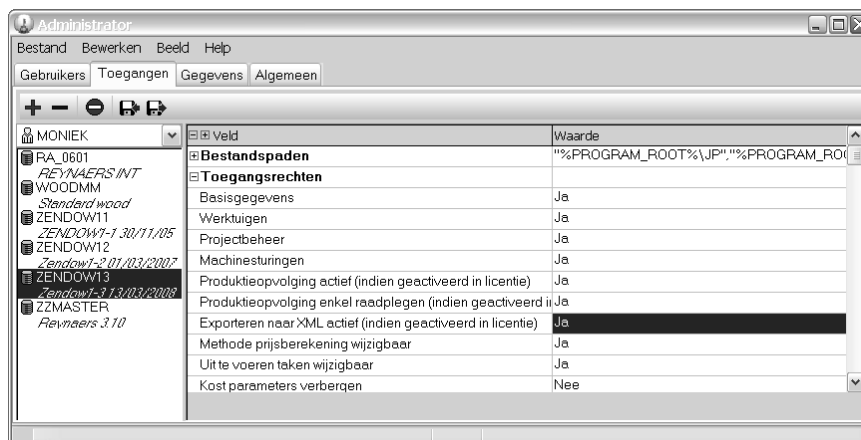 Administrator
Bestand Bewerken Beeld Help
Gebruikers Toegangen Gegevens Algemeen
MONIEK
RA_0601
REYNAERS INT
WOODMM
Standard wood
ZENDOW11
ZENDOW1-1 30/11/05
ZENDOW12
Zendow1-2 01/03/2007
ZENDOW13
Zendow1-3 13/03/2008
ZZMASTER
Reynaers 3.10
Veld Waarde
Bestandspaden "%PROGRAM_ROOT%\JP","%PROGRAM_RO
Toegangsrechten
Basisgegevens Ja
Werktuigen Ja
Projectbeheer Ja
Machinesturingen Ja
Produktieopvolging actief (indien geactiveerd in licentie) Ja
Produktieopvolging enkel raadplegen (indien geactiveerd i Ja
Exporteren naar XML actief (indien geactiveerd in licentie) Ja
Methode prijsberekening wijzigbaar Ja
Uit te voeren taken wijzigbaar Ja
Kost parameters verbergen Nee